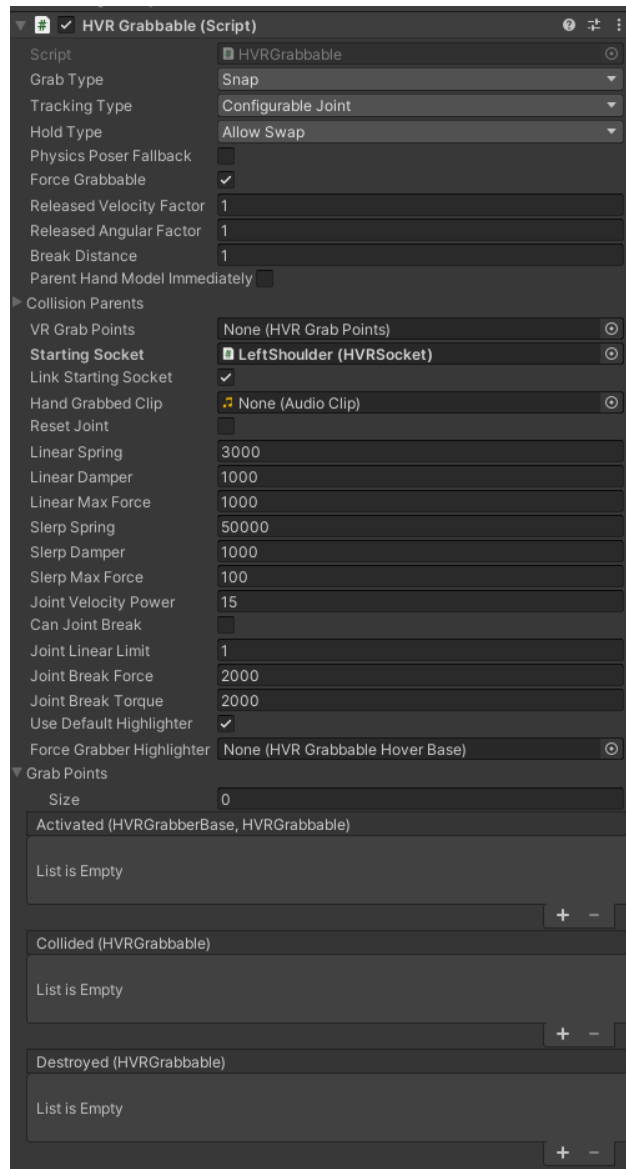 HVR Grabbable (Script)
Script HVRGrabbable
Grab Type Snap
Tracking Type Configurable Joint
Hold Type Allow Swap
Physics Poser Fallback
Force Grabbable
Released Velocity Factor 1
Released Angular Factor 1
Break Distance 1
Parent Hand Model Immediately
Collision Parents
VR Grab Points None (HVR Grab Points)
Starting Socket LeftShoulder (HVRSocket)
Link Starting Socket
Hand Grabbed Clip None (Audio Clip)
Reset Joint
Linear Spring 3000
Linear Damper 1000
Linear Max Force 1000
Slerp Spring 50000
Slerp Damper 1000
Slerp Max Force 100
Joint Velocity Power 15
Can Joint Break
Joint Linear Limit 1
Joint Break Force 2000
Joint Break Torque 2000
Use Default Highlighter
Force Grabber Highlighter None (HVR Grabbable Hover Base)
Grab Points
Size 0
Activated (HVRGrabberBase, HVRGrabbable)
List is Empty
+ −
Collided (HVRGrabbable)
List is Empty
+ −
Destroyed (HVRGrabbable)
List is Empty
+ −